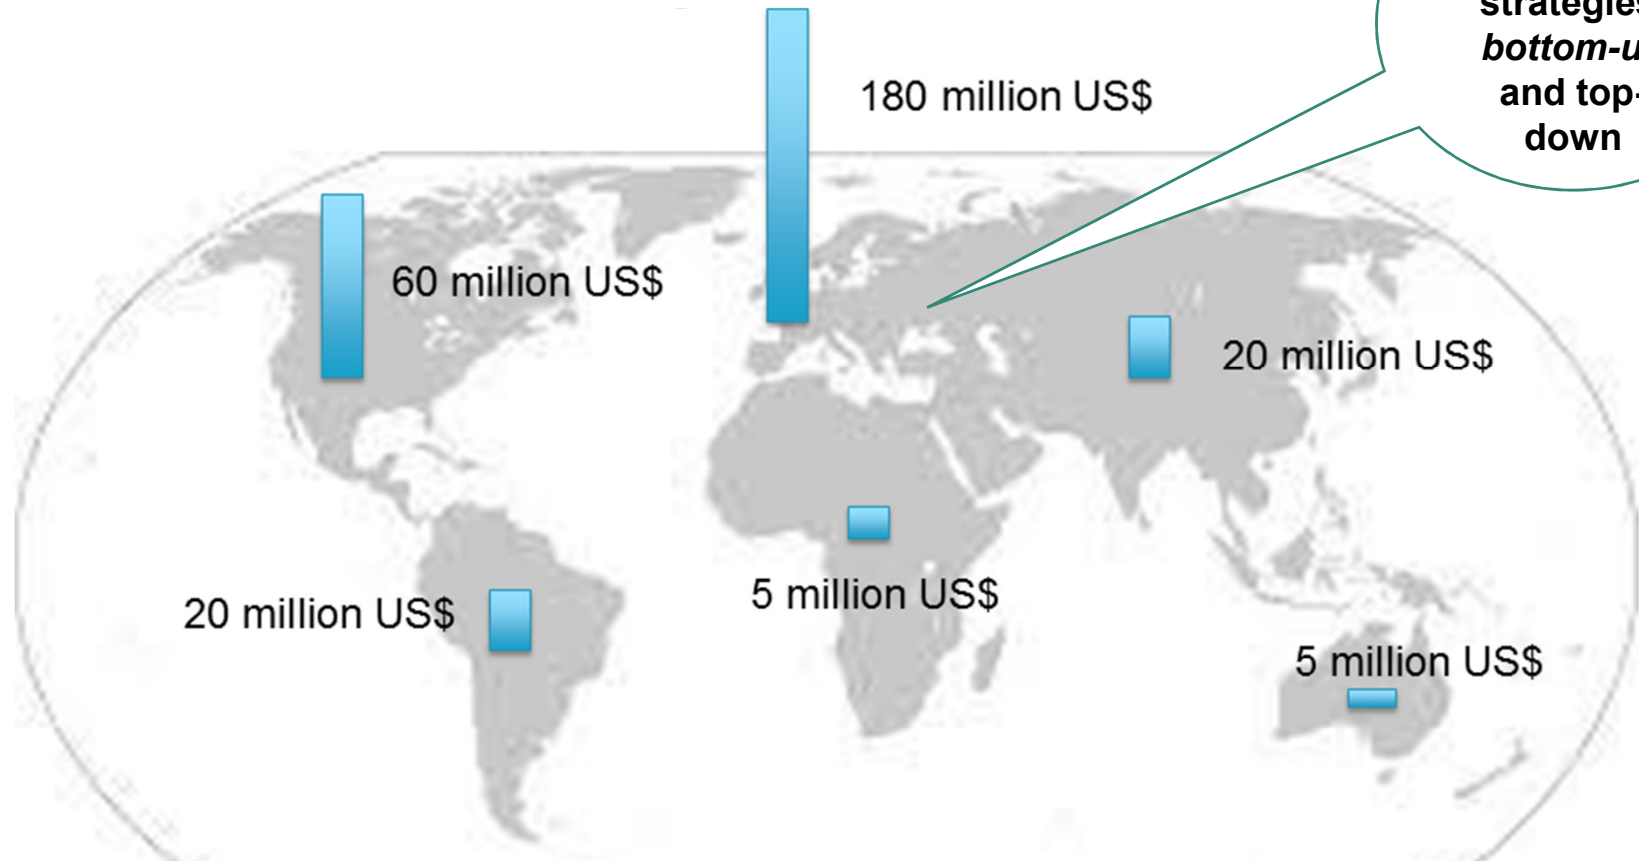 strategies
bottom-u
and top-
down
180 million US$
60 million US$
20 million US$
20 million US$
5 million US$
5 million US$